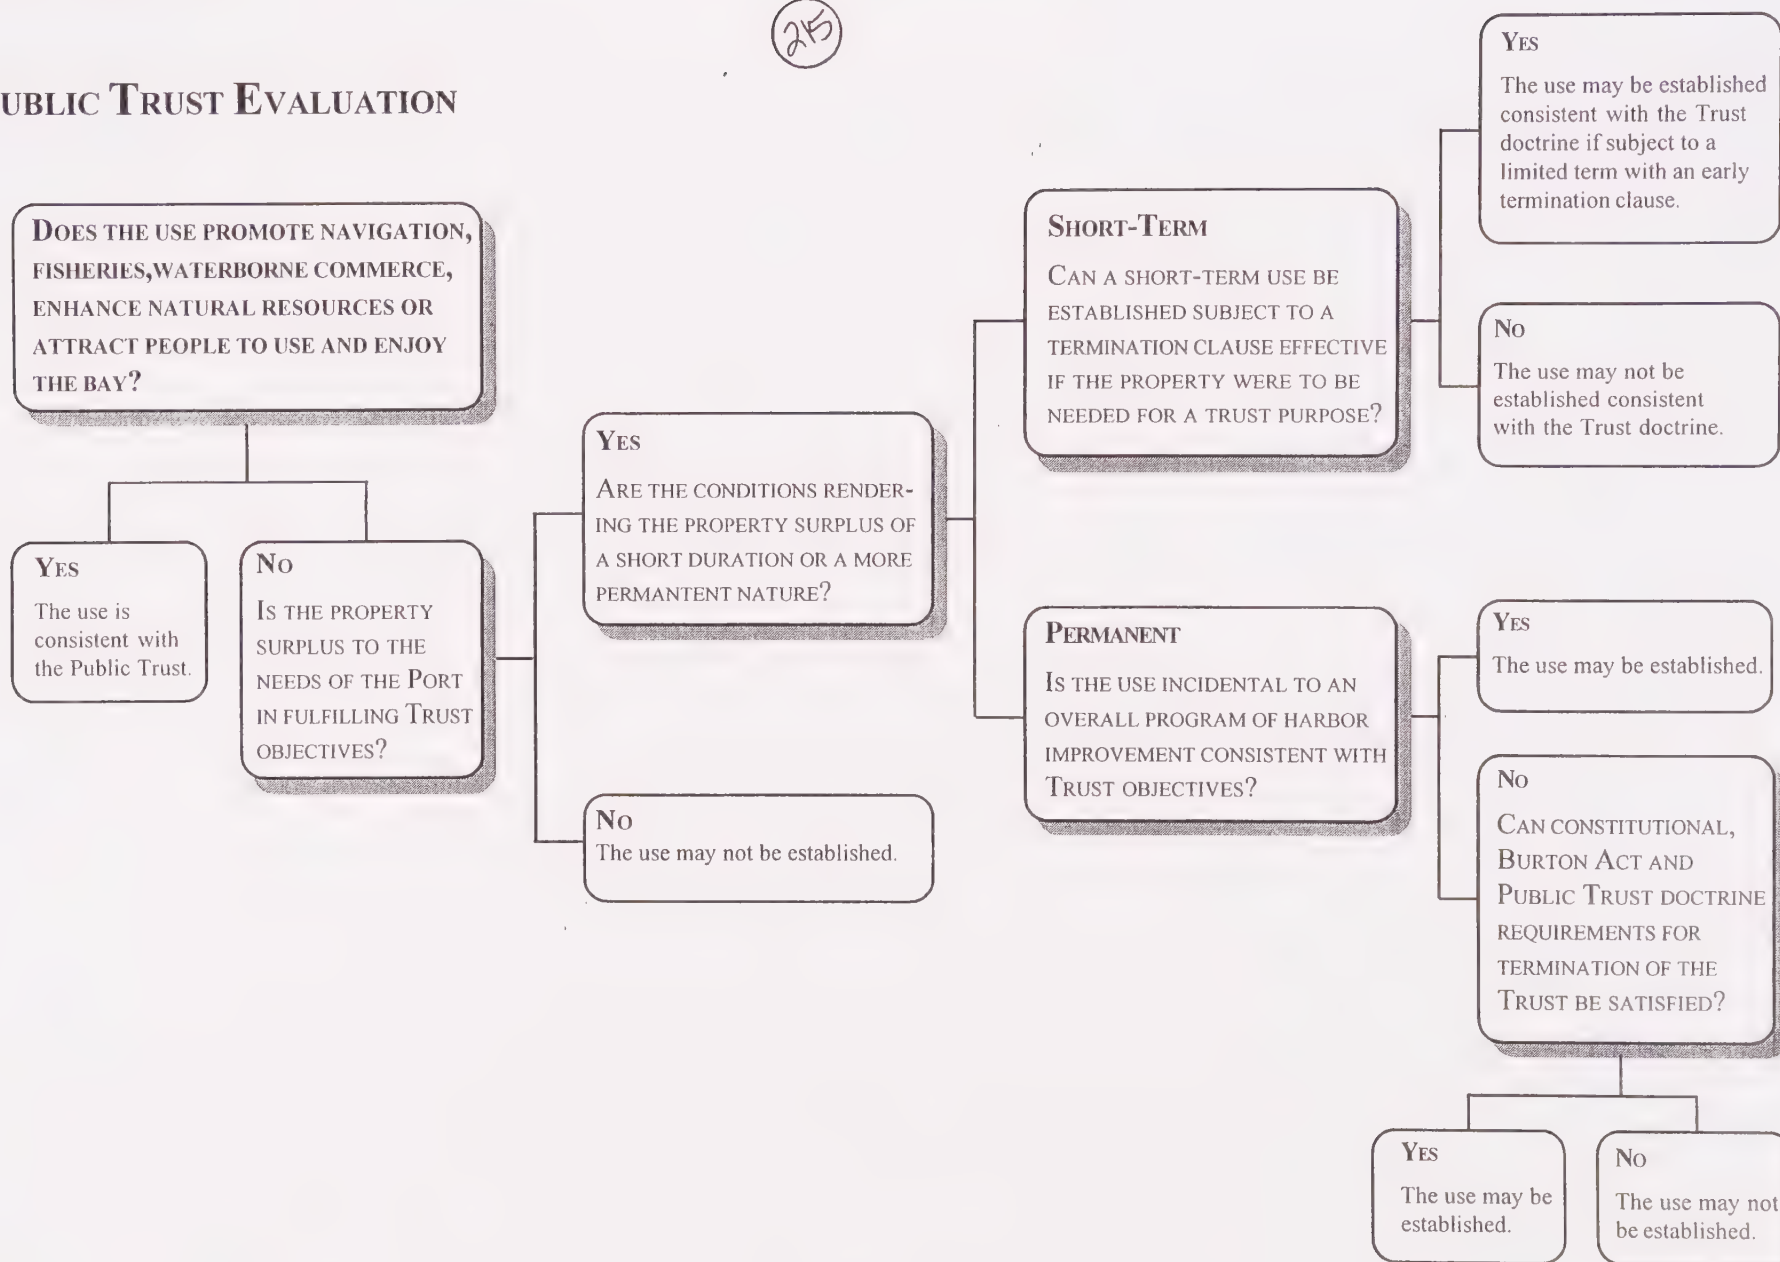 215
UBLIC TRUST EVALUATION
DOES THE USE PROMOTE NAVIGATION,
FISHERIES,WATERBORNE COMMERCE,
ENHANCE NATURAL RESOURCES OR
ATTRACT PEOPLE TO USE AND ENJOY
THE BAY?
YES
The use is
consistent with
the Public Trust.
NO
IS THE PROPERTY
SURPLUS TO THE
NEEDS OF THE PORT
IN FULFILLING TRUST
OBJECTIVES?
YES
ARE THE CONDITIONS RENDER-
ING THE PROPERTY SURPLUS OF
A SHORT DURATION OR A MORE
PERMANTENT NATURE?
NO
The use may not be established.
SHORT-TERM
CAN A SHORT-TERM USE BE
ESTABLISHED SUBJECT TO A
TERMINATION CLAUSE EFFECTIVE
IF THE PROPERTY WERE TO BE
NEEDED FOR A TRUST PURPOSE?
YES
The use may be established
consistent with the Trust
doctrine if subject to a
limited term with an early
termination clause.
NO
The use may not be
established consistent
with the Trust doctrine.
PERMANENT
IS THE USE INCIDENTAL TO AN
OVERALL PROGRAM OF HARBOR
IMPROVEMENT CONSISTENT WITH
TRUST OBJECTIVES?
YES
The use may be established.
NO
CAN CONSTITUTIONAL,
BURTON ACT AND
PUBLIC TRUST DOCTRINE
REQUIREMENTS FOR
TERMINATION OF THE
TRUST BE SATISFIED?
YES
The use may be
established.
NO
The use may not
be established.